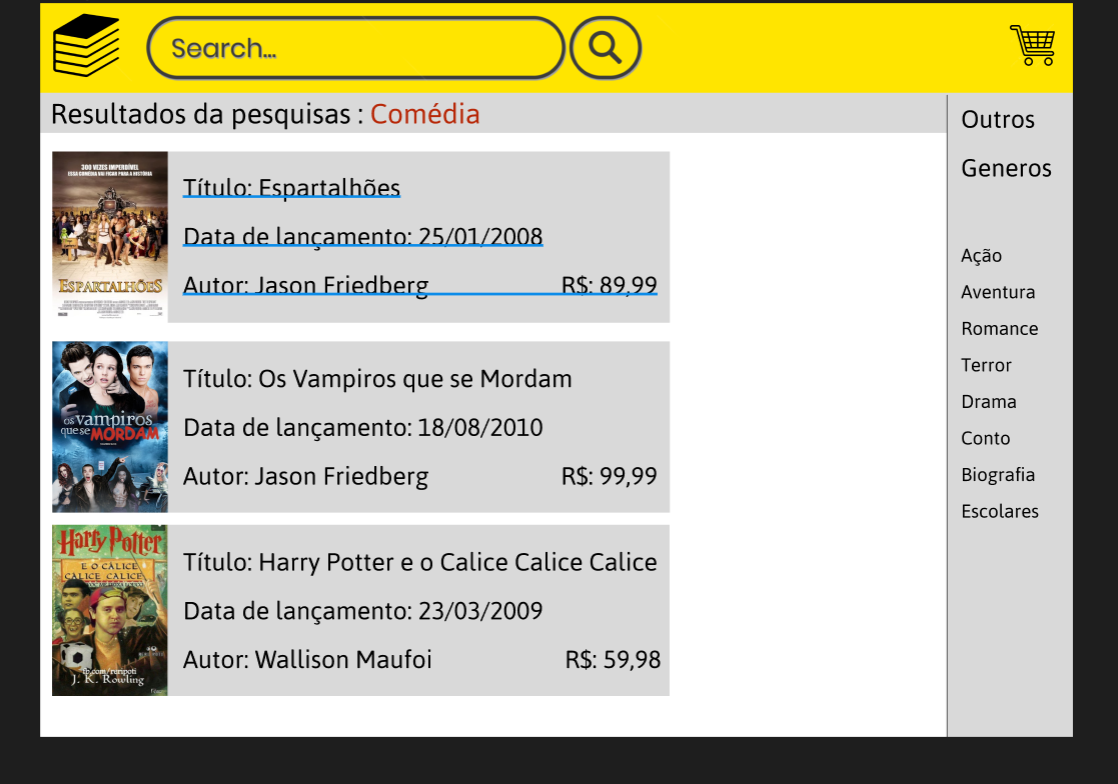 Search...
Resultados da pesquisas : Comédia
300 VEZES IMPERDÍVEL
ESSA COMÉDIA VAI FICAR PARA A HISTÓRIA
ESPARTALHÕES
Título: Espartalhões
Data de lançamento: 25/01/2008
Autor: Jason Friedberg R$: 89,99
os vampiros
que se MORDAM
Título: Os Vampiros que se Mordam
Data de lançamento: 18/08/2010
Autor: Jason Friedberg R$: 99,99
Harry Potter
E O CÁLICE
CALICE CALICE
fb.com/ruripoti
J. K. Rowling
Título: Harry Potter e o Calice Calice Calice
Data de lançamento: 23/03/2009
Autor: Wallison Maufoi R$: 59,98
Outros
Generos
Ação
Aventura
Romance
Terror
Drama
Conto
Biografia
Escolares